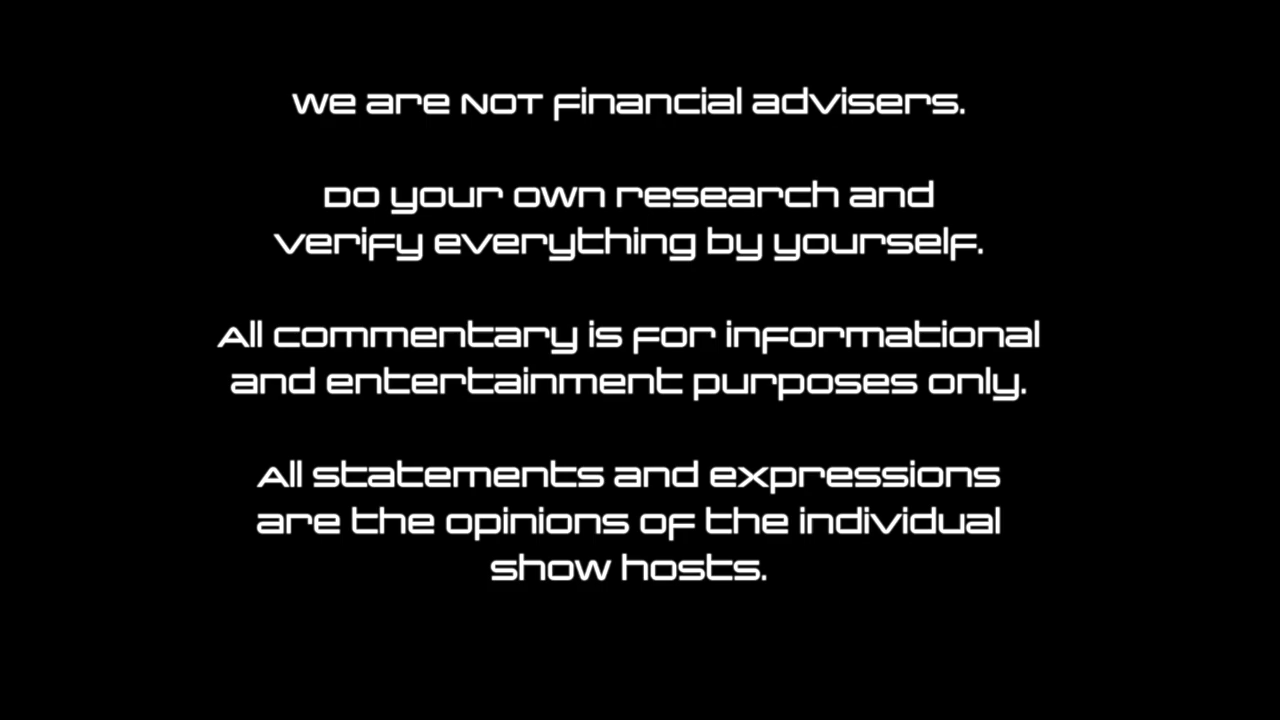 We are NOT financial advisers.
Do your own research and
verify everything by yourself.
All commentary is for informational
and entertainment purposes only.
All statements and expressions
are the opinions of the individual
show hosts.